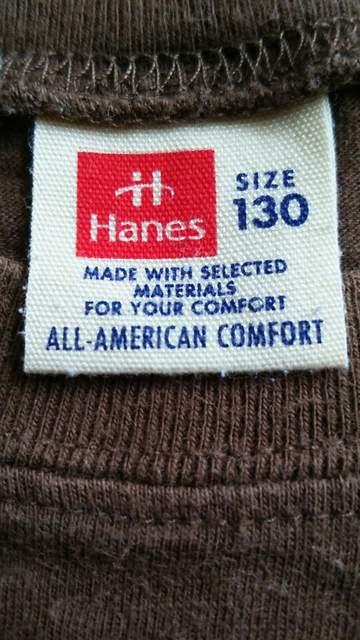 Hanes
SIZE
130
MADE WITH SELECTED
MATERIALS
FOR YOUR COMFORT
ALL-AMERICAN COMFORT